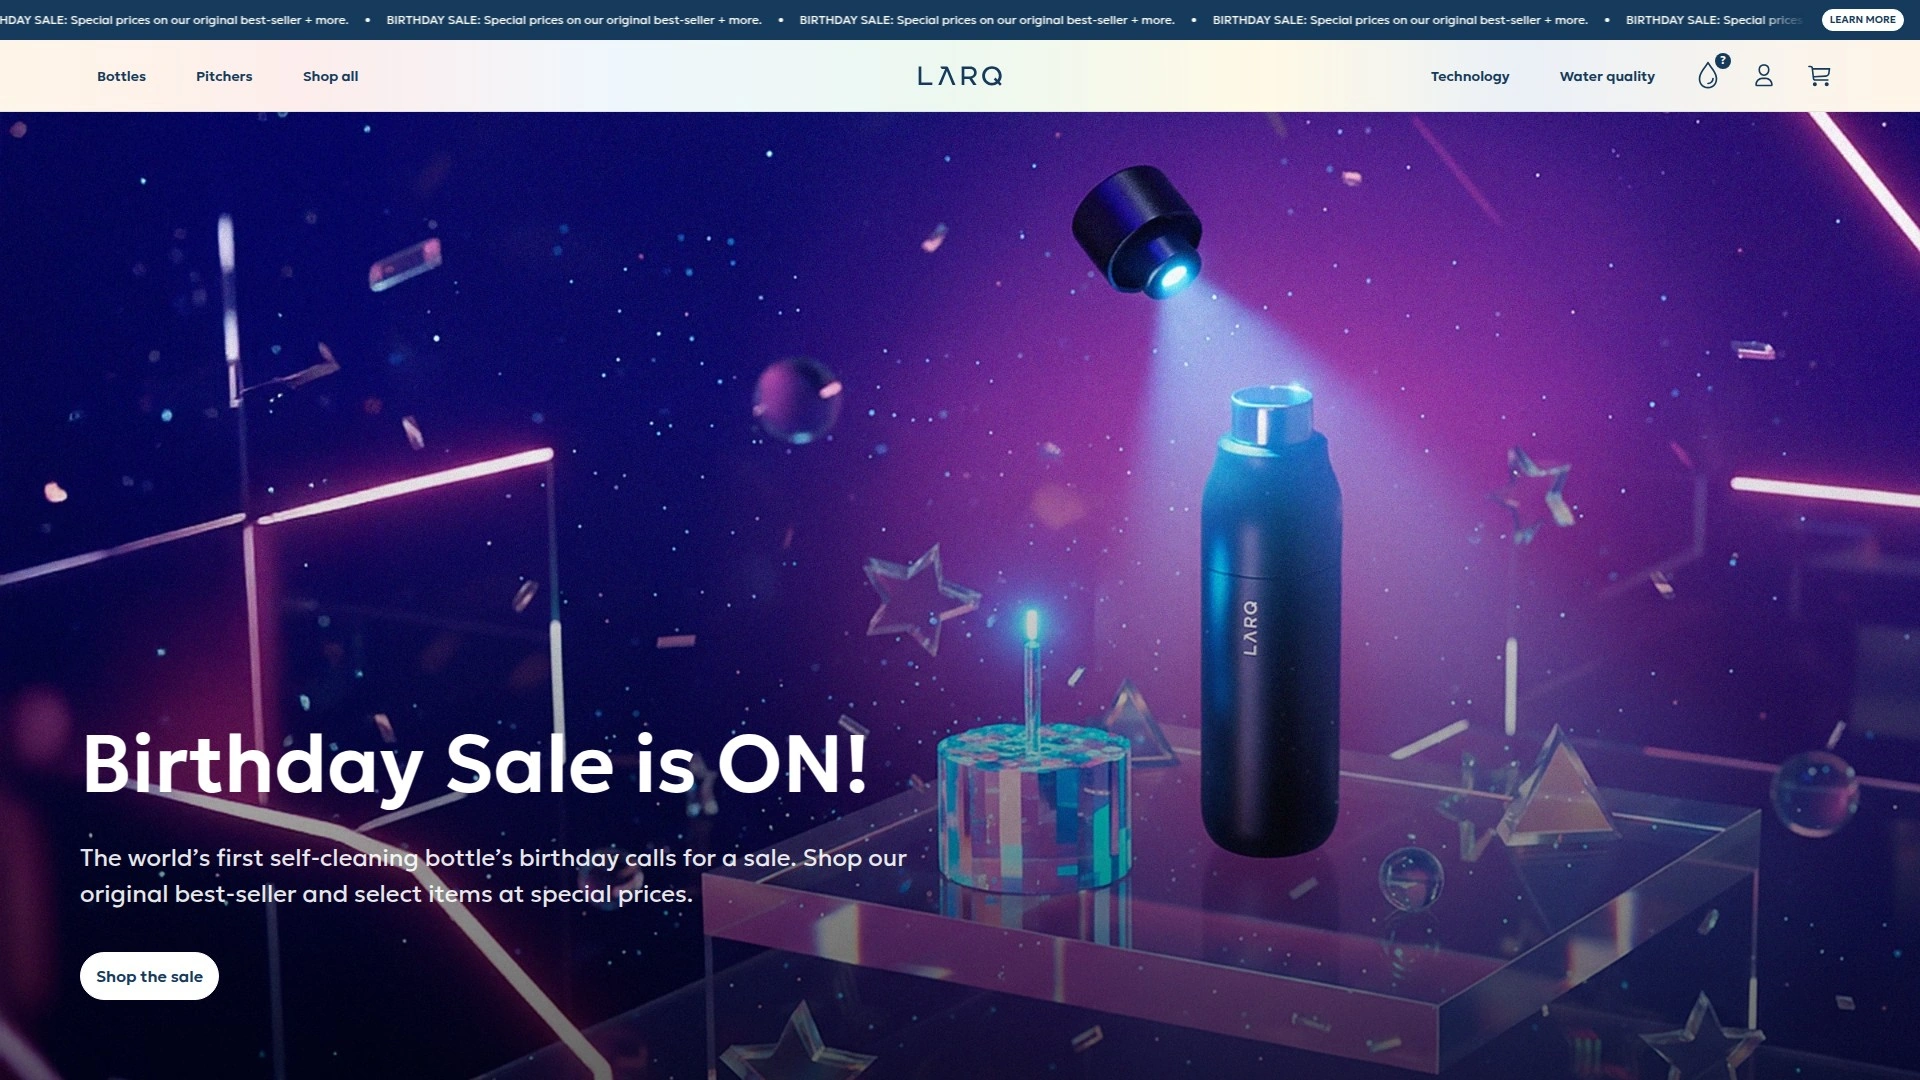 HDAY SALE: Special prices on our original best-seller + more. • BIRTHDAY SALE: Special prices on our original best-seller + more. • BIRTHDAY SALE: Special prices on our original best-seller + more. • BIRTHDAY SALE: Special prices on our original best-seller + more. • BIRTHDAY SALE: Special prices LEARN MORE
Bottles Pitchers Shop all LARQ Technology Water quality ?
LARQ
Birthday Sale is ON!
The world’s first self-cleaning bottle’s birthday calls for a sale. Shop our
original best-seller and select items at special prices.
Shop the sale